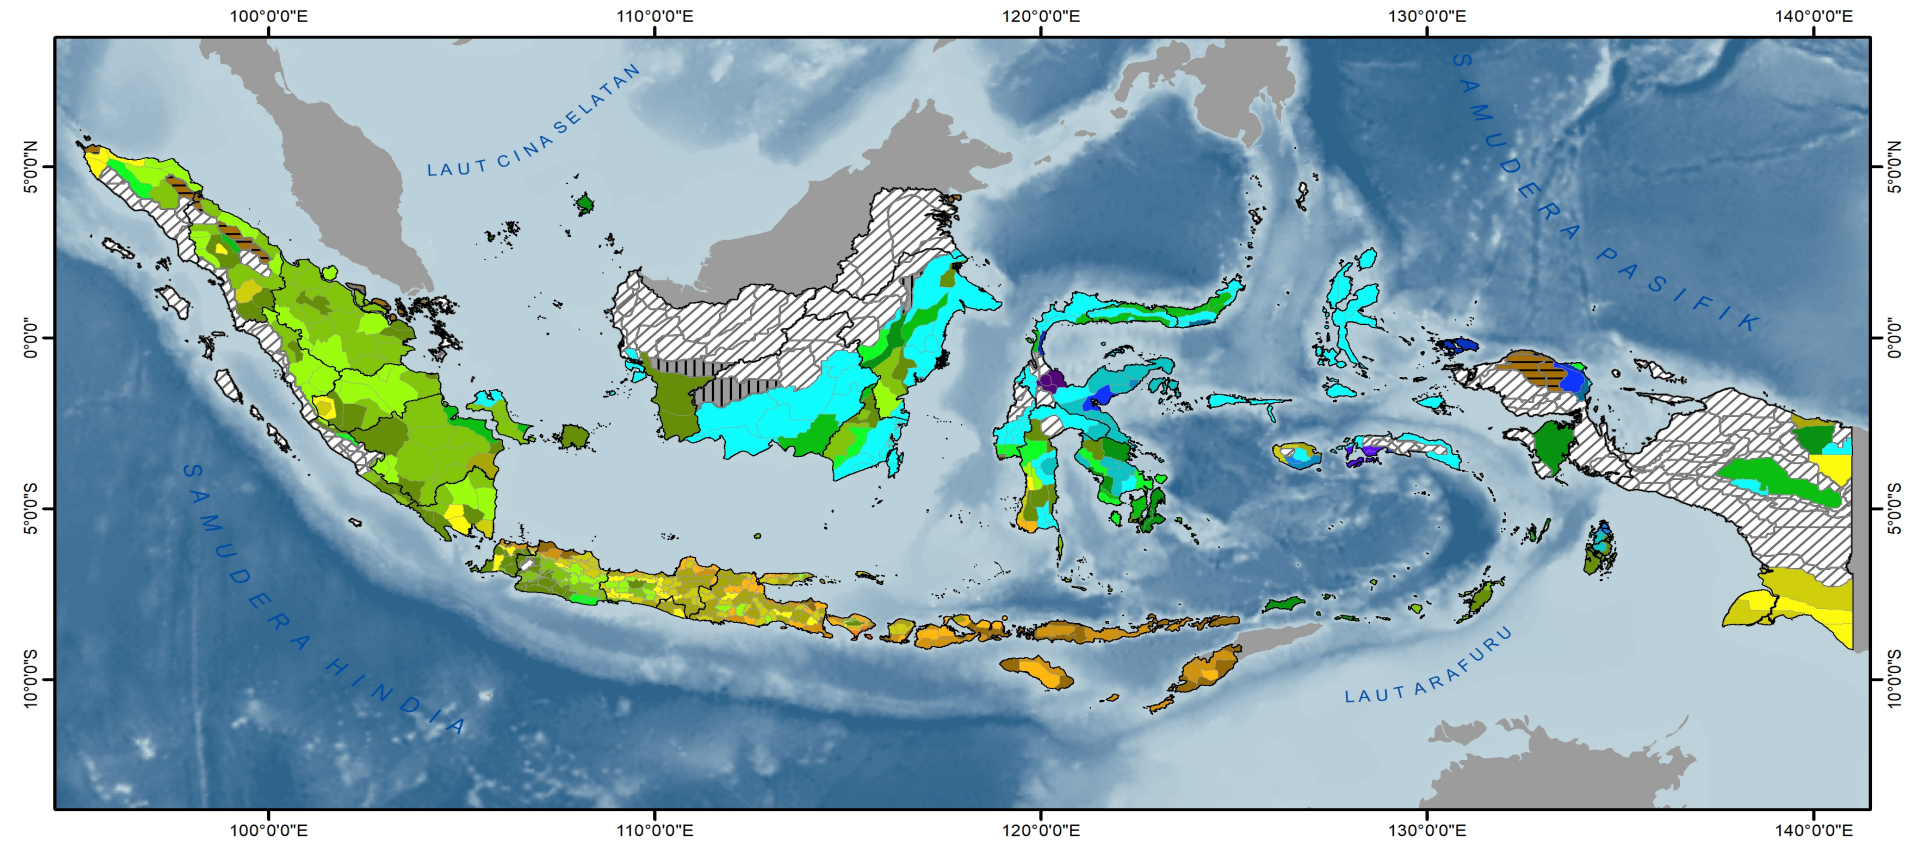 100°0'0"E 110°0'0"E 120°0'0"E 130°0'0"E 140°0'0"E
LAUT CINA SELATAN
SAMUDERA PASIFIK
5°0'0"N 5°0'0"N
0°0'0" 0°0'0"
5°0'0"S 5°0'0"S
SAMUDERA HINDIA
LAUT ARAFURU
10°0'0"S 10°0'0"S
100°0'0"E 110°0'0"E 120°0'0"E 130°0'0"E 140°0'0"E